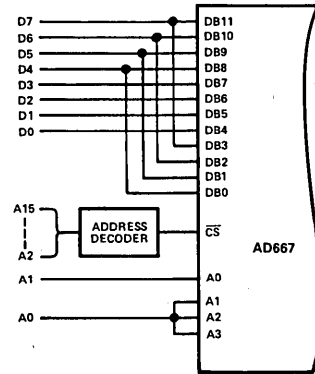 D7 DB11
D6 DB10
D5 DB9
D4 DB8
D3 DB7
D2 DB6
D1 DB5
D0 DB4
DB3
DB2
DB1
DB0
A15
A2
ADDRESS
DECODER
CS
AD667
A1 A0
A1
A0 A2
A3